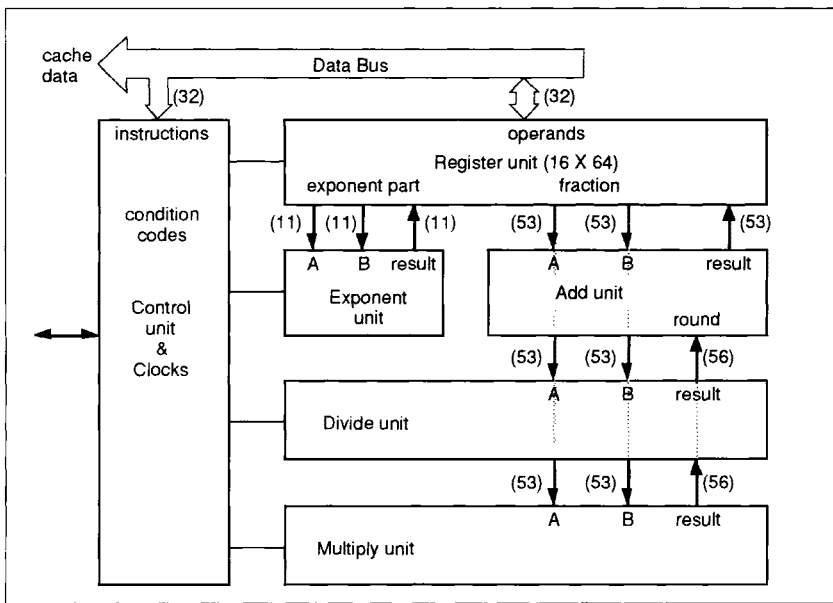 cache
data
Data Bus
(32)
(32)
instructions
operands
Register unit (16 X 64)
exponent part
fraction
condition
codes
(11)
(11)
(11)
(53)
(53)
(53)
A
B
result
A
B
result
Exponent
unit
Add unit
round
Control
unit
&
Clocks
(53)
(53)
(56)
A
B
result
Divide unit
(53)
(53)
(56)
A
B
result
Multiply unit